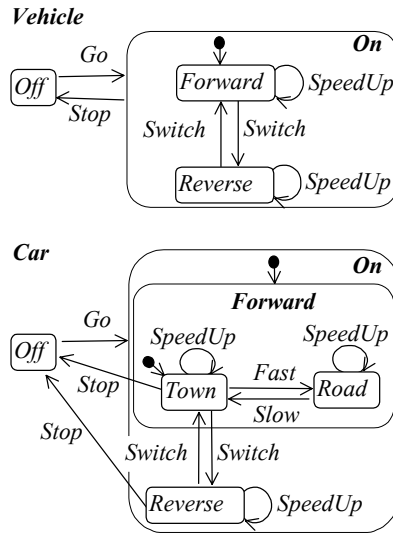 Vehicle
On
Go
Off
Forward
SpeedUp
Stop
Switch Switch
Reverse
SpeedUp
Car
On
Forward
Go
SpeedUp SpeedUp
Off
Stop
Town
Fast
Road
Slow
Stop
Switch Switch
Reverse
SpeedUp